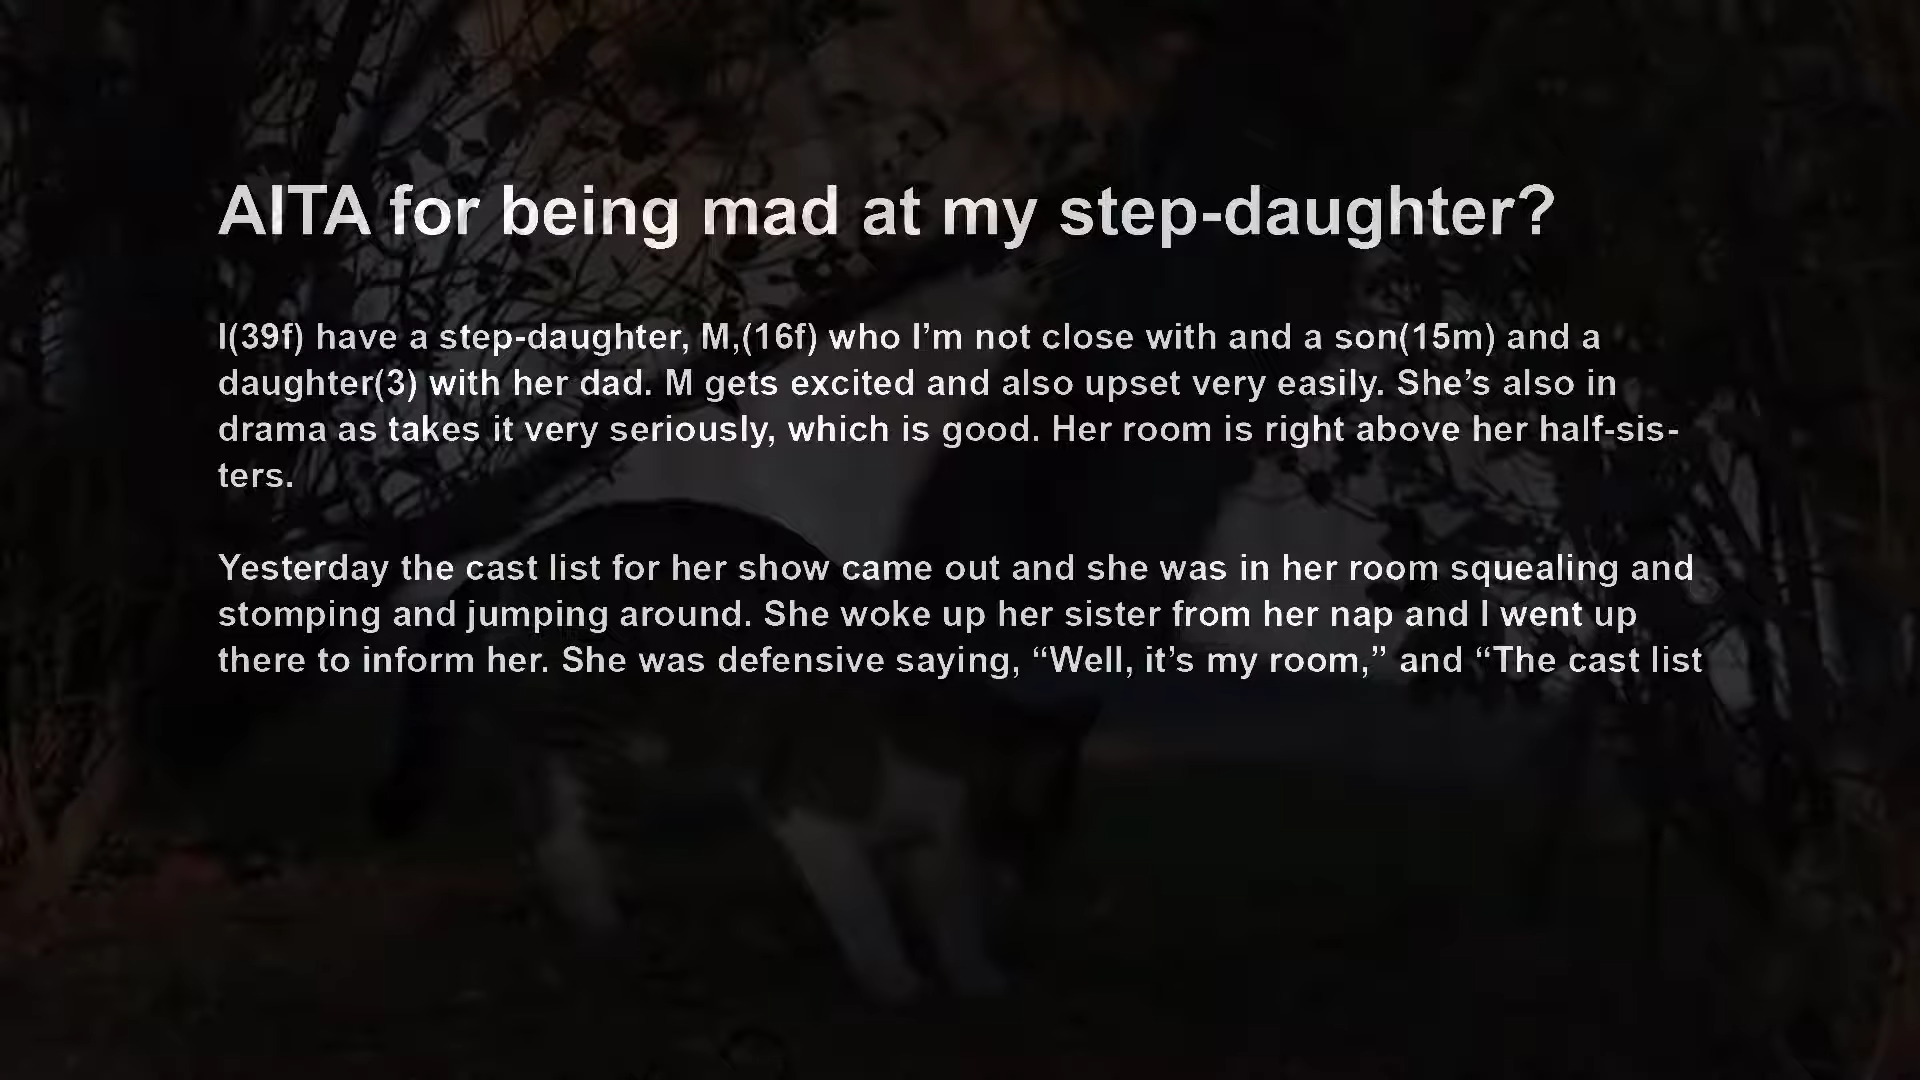 AITA for being mad at my step-daughter?
I(39f) have a step-daughter, M,(16f) who I’m not close with and a son(15m) and a
daughter(3) with her dad. M gets excited and also upset very easily. She’s also in
drama as takes it very seriously, which is good. Her room is right above her half-sis-
ters.
Yesterday the cast list for her show came out and she was in her room squealing and
stomping and jumping around. She woke up her sister from her nap and I went up
there to inform her. She was defensive saying, “Well, it’s my room,” and “The cast list